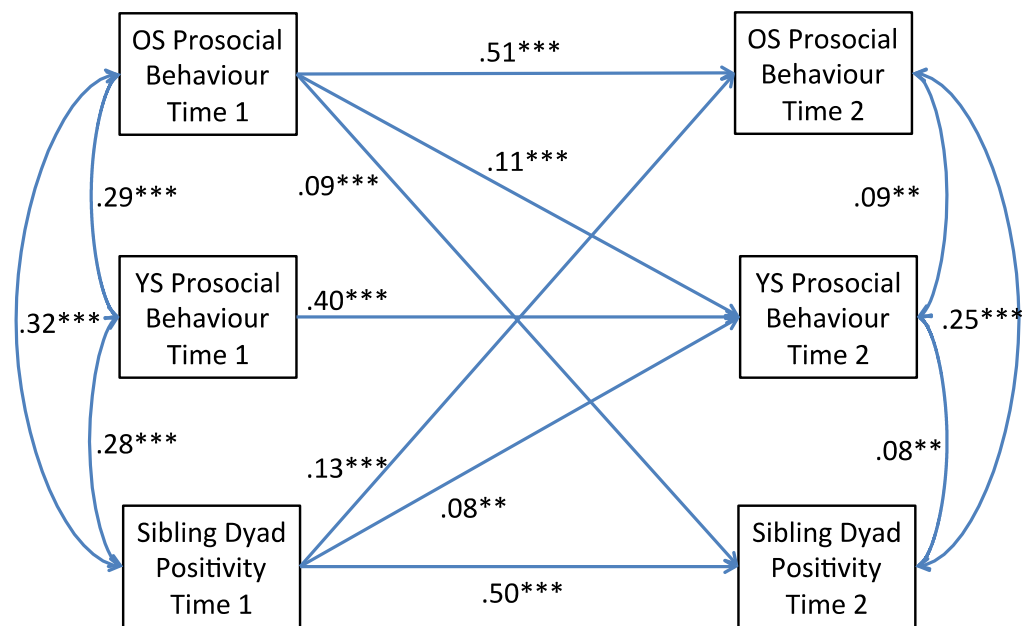 OS Prosocial
Behaviour
Time 1
OS Prosocial
Behaviour
Time 2
.51***
.11***
.09***
.29***
.09**
YS Prosocial
Behaviour
Time 1
YS Prosocial
Behaviour
Time 2
.40***
.32***
.25***
.28***
.13***
.08**
.08**
Sibling Dyad
Positivity
Time 1
Sibling Dyad
Positivity
Time 2
.50***